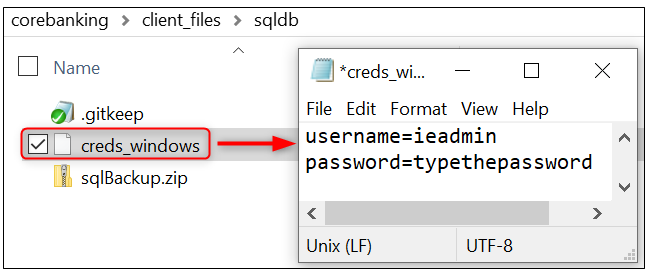 corebanking > client_files > sqldb
Name
.gitkeep
creds_windows
sqlBackup.zip
*creds_wi...
File Edit Format View Help
username=ieadmin
password=typethepassword
Unix (LF) UTF-8